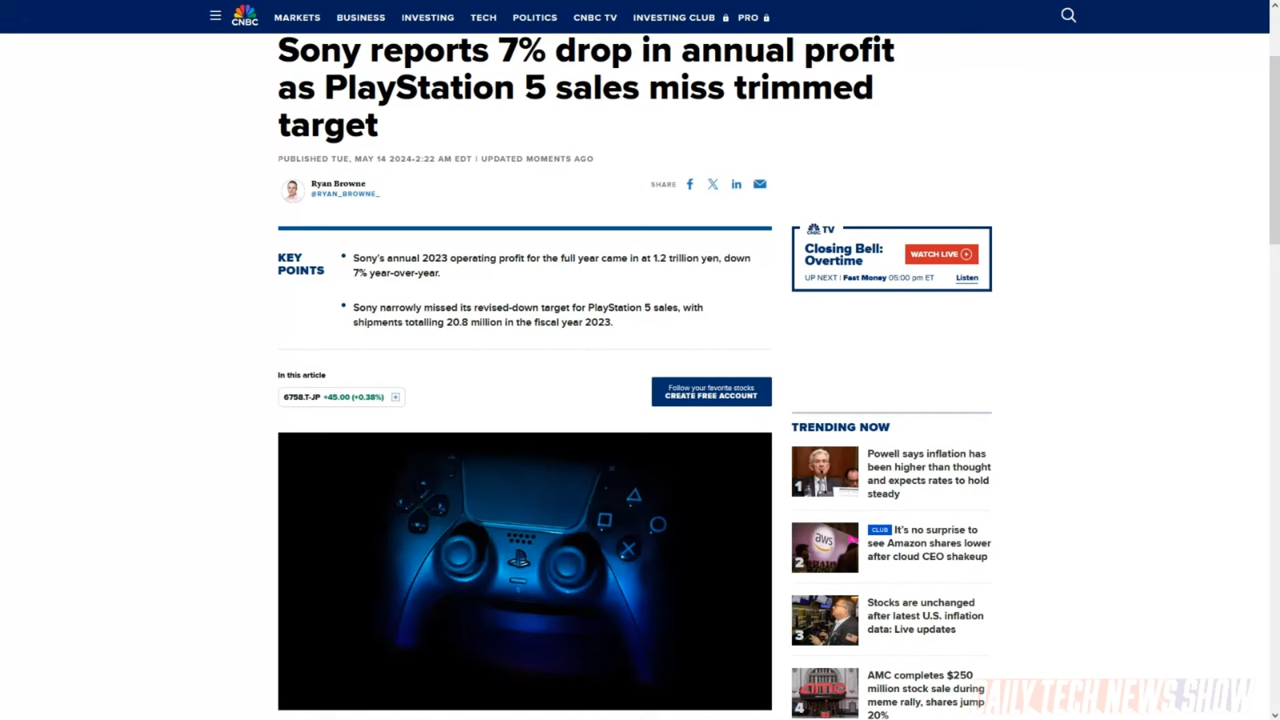 CNBC
MARKETS BUSINESS INVESTING TECH POLITICS CNBC TV INVESTING CLUB PRO
Sony reports 7% drop in annual profit
as PlayStation 5 sales miss trimmed
target
PUBLISHED TUE, MAY 14 2024•2:22 AM EDT | UPDATED MOMENTS AGO
Ryan Browne
@RYAN_BROWNE_
SHARE
KEY
POINTS
• Sony's annual 2023 operating profit for the full year came in at 1.2 trillion yen, down
7% year-over-year.
• Sony narrowly missed its revised-down target for PlayStation 5 sales, with
shipments totalling 20.8 million in the fiscal year 2023.
In this article
6758.T-JP +45.00 (+0.38%)
Follow your favorite stocks
CREATE FREE ACCOUNT
TV
Closing Bell:
Overtime
WATCH LIVE
UP NEXT | Fast Money 05:00 pm ET
Listen
TRENDING NOW
1
Powell says inflation has
been higher than thought
and expects rates to hold
steady
aws
2
CLUB It's no surprise to
see Amazon shares lower
after cloud CEO shakeup
3
Stocks are unchanged
after latest U.S. inflation
data: Live updates
amc
4
AMC completes $250
million stock sale during
meme rally, shares jump
20%
DAILY TECH NEWS SHOW